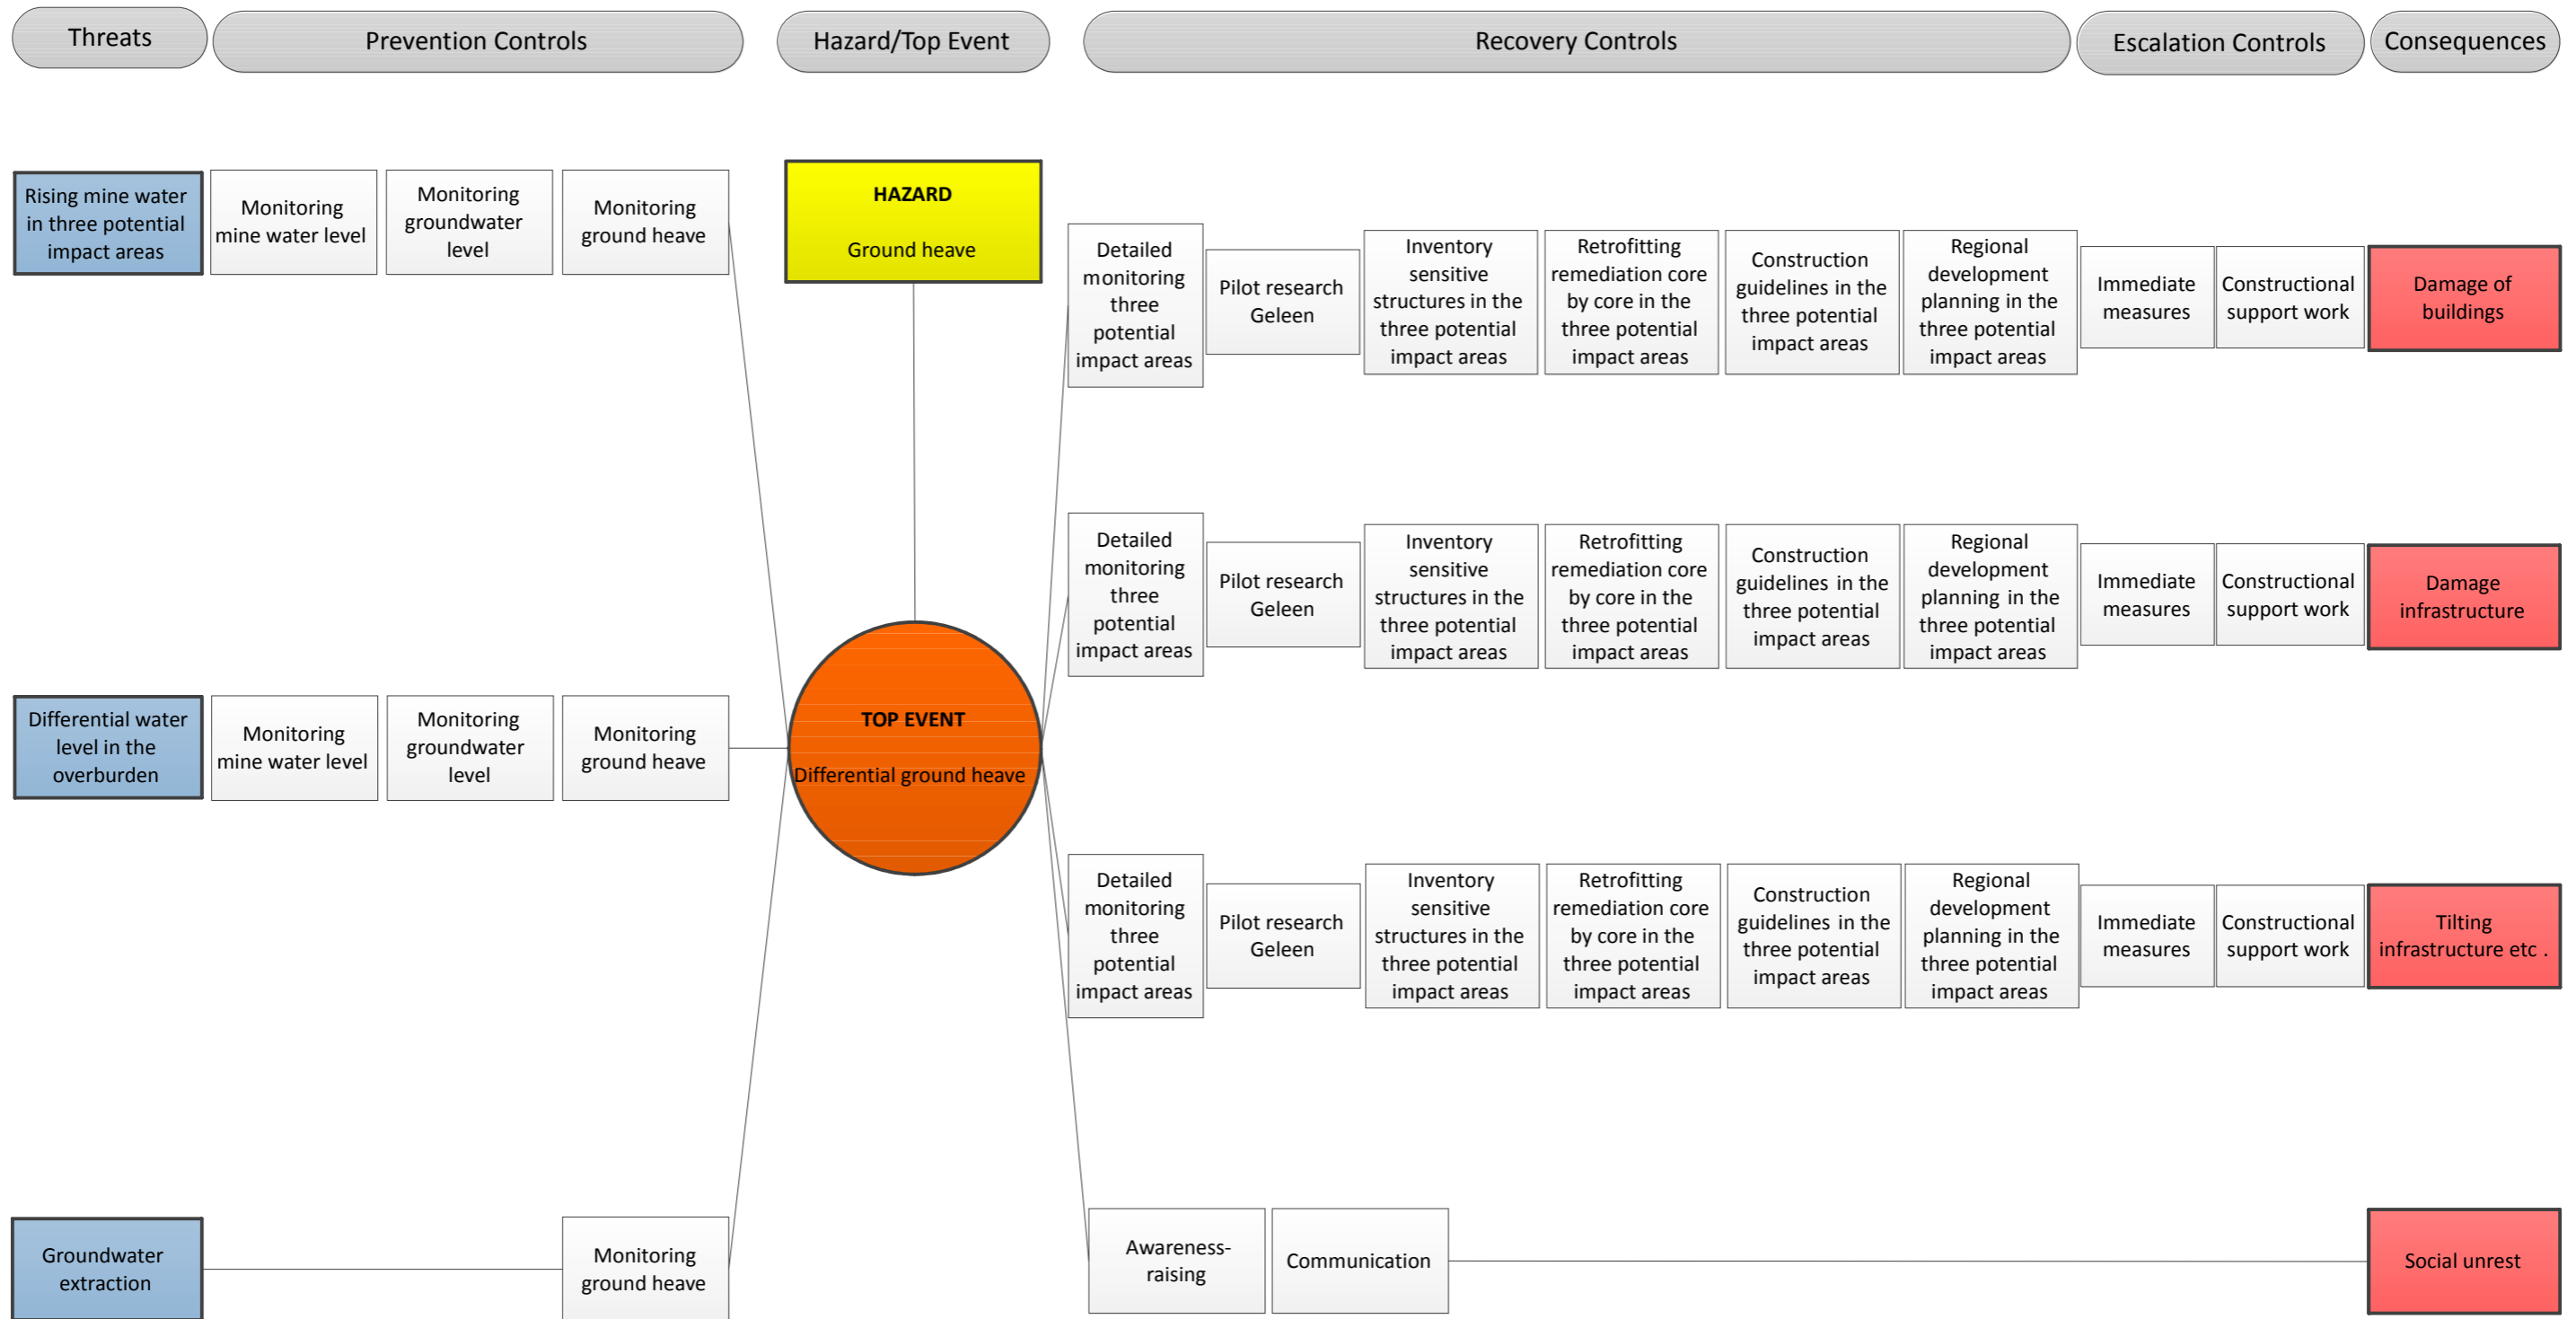 Threats
Prevention Controls
Hazard/Top Event
Recovery Controls
Escalation Controls
Consequences
Rising mine water
in three potential
impact areas
Monitoring
mine water level
Monitoring
groundwater
level
Monitoring
ground heave
HAZARD
Ground heave
Detailed
monitoring
three
potential
impact areas
Pilot research
Geleen
Inventory
sensitive
structures in the
three potential
impact areas
Retrofitting
remediation core
by core in the
three potential
impact areas
Construction
guidelines in the
three potential
impact areas
Regional
development
planning in the
three potential
impact areas
Immediate
measures
Constructional
support work
Damage of
buildings
Detailed
monitoring
three
potential
impact areas
Pilot research
Geleen
Inventory
sensitive
structures in the
three potential
impact areas
Retrofitting
remediation core
by core in the
three potential
impact areas
Construction
guidelines in the
three potential
impact areas
Regional
development
planning in the
three potential
impact areas
Immediate
measures
Constructional
support work
Damage
infrastructure
Differential water
level in the
overburden
Monitoring
mine water level
Monitoring
groundwater
level
Monitoring
ground heave
TOP EVENT
Differential ground heave
Detailed
monitoring
three
potential
impact areas
Pilot research
Geleen
Inventory
sensitive
structures in the
three potential
impact areas
Retrofitting
remediation core
by core in the
three potential
impact areas
Construction
guidelines in the
three potential
impact areas
Regional
development
planning in the
three potential
impact areas
Immediate
measures
Constructional
support work
Tilting
infrastructure etc .
Groundwater
extraction
Monitoring
ground heave
Awareness-
raising
Communication
Social unrest